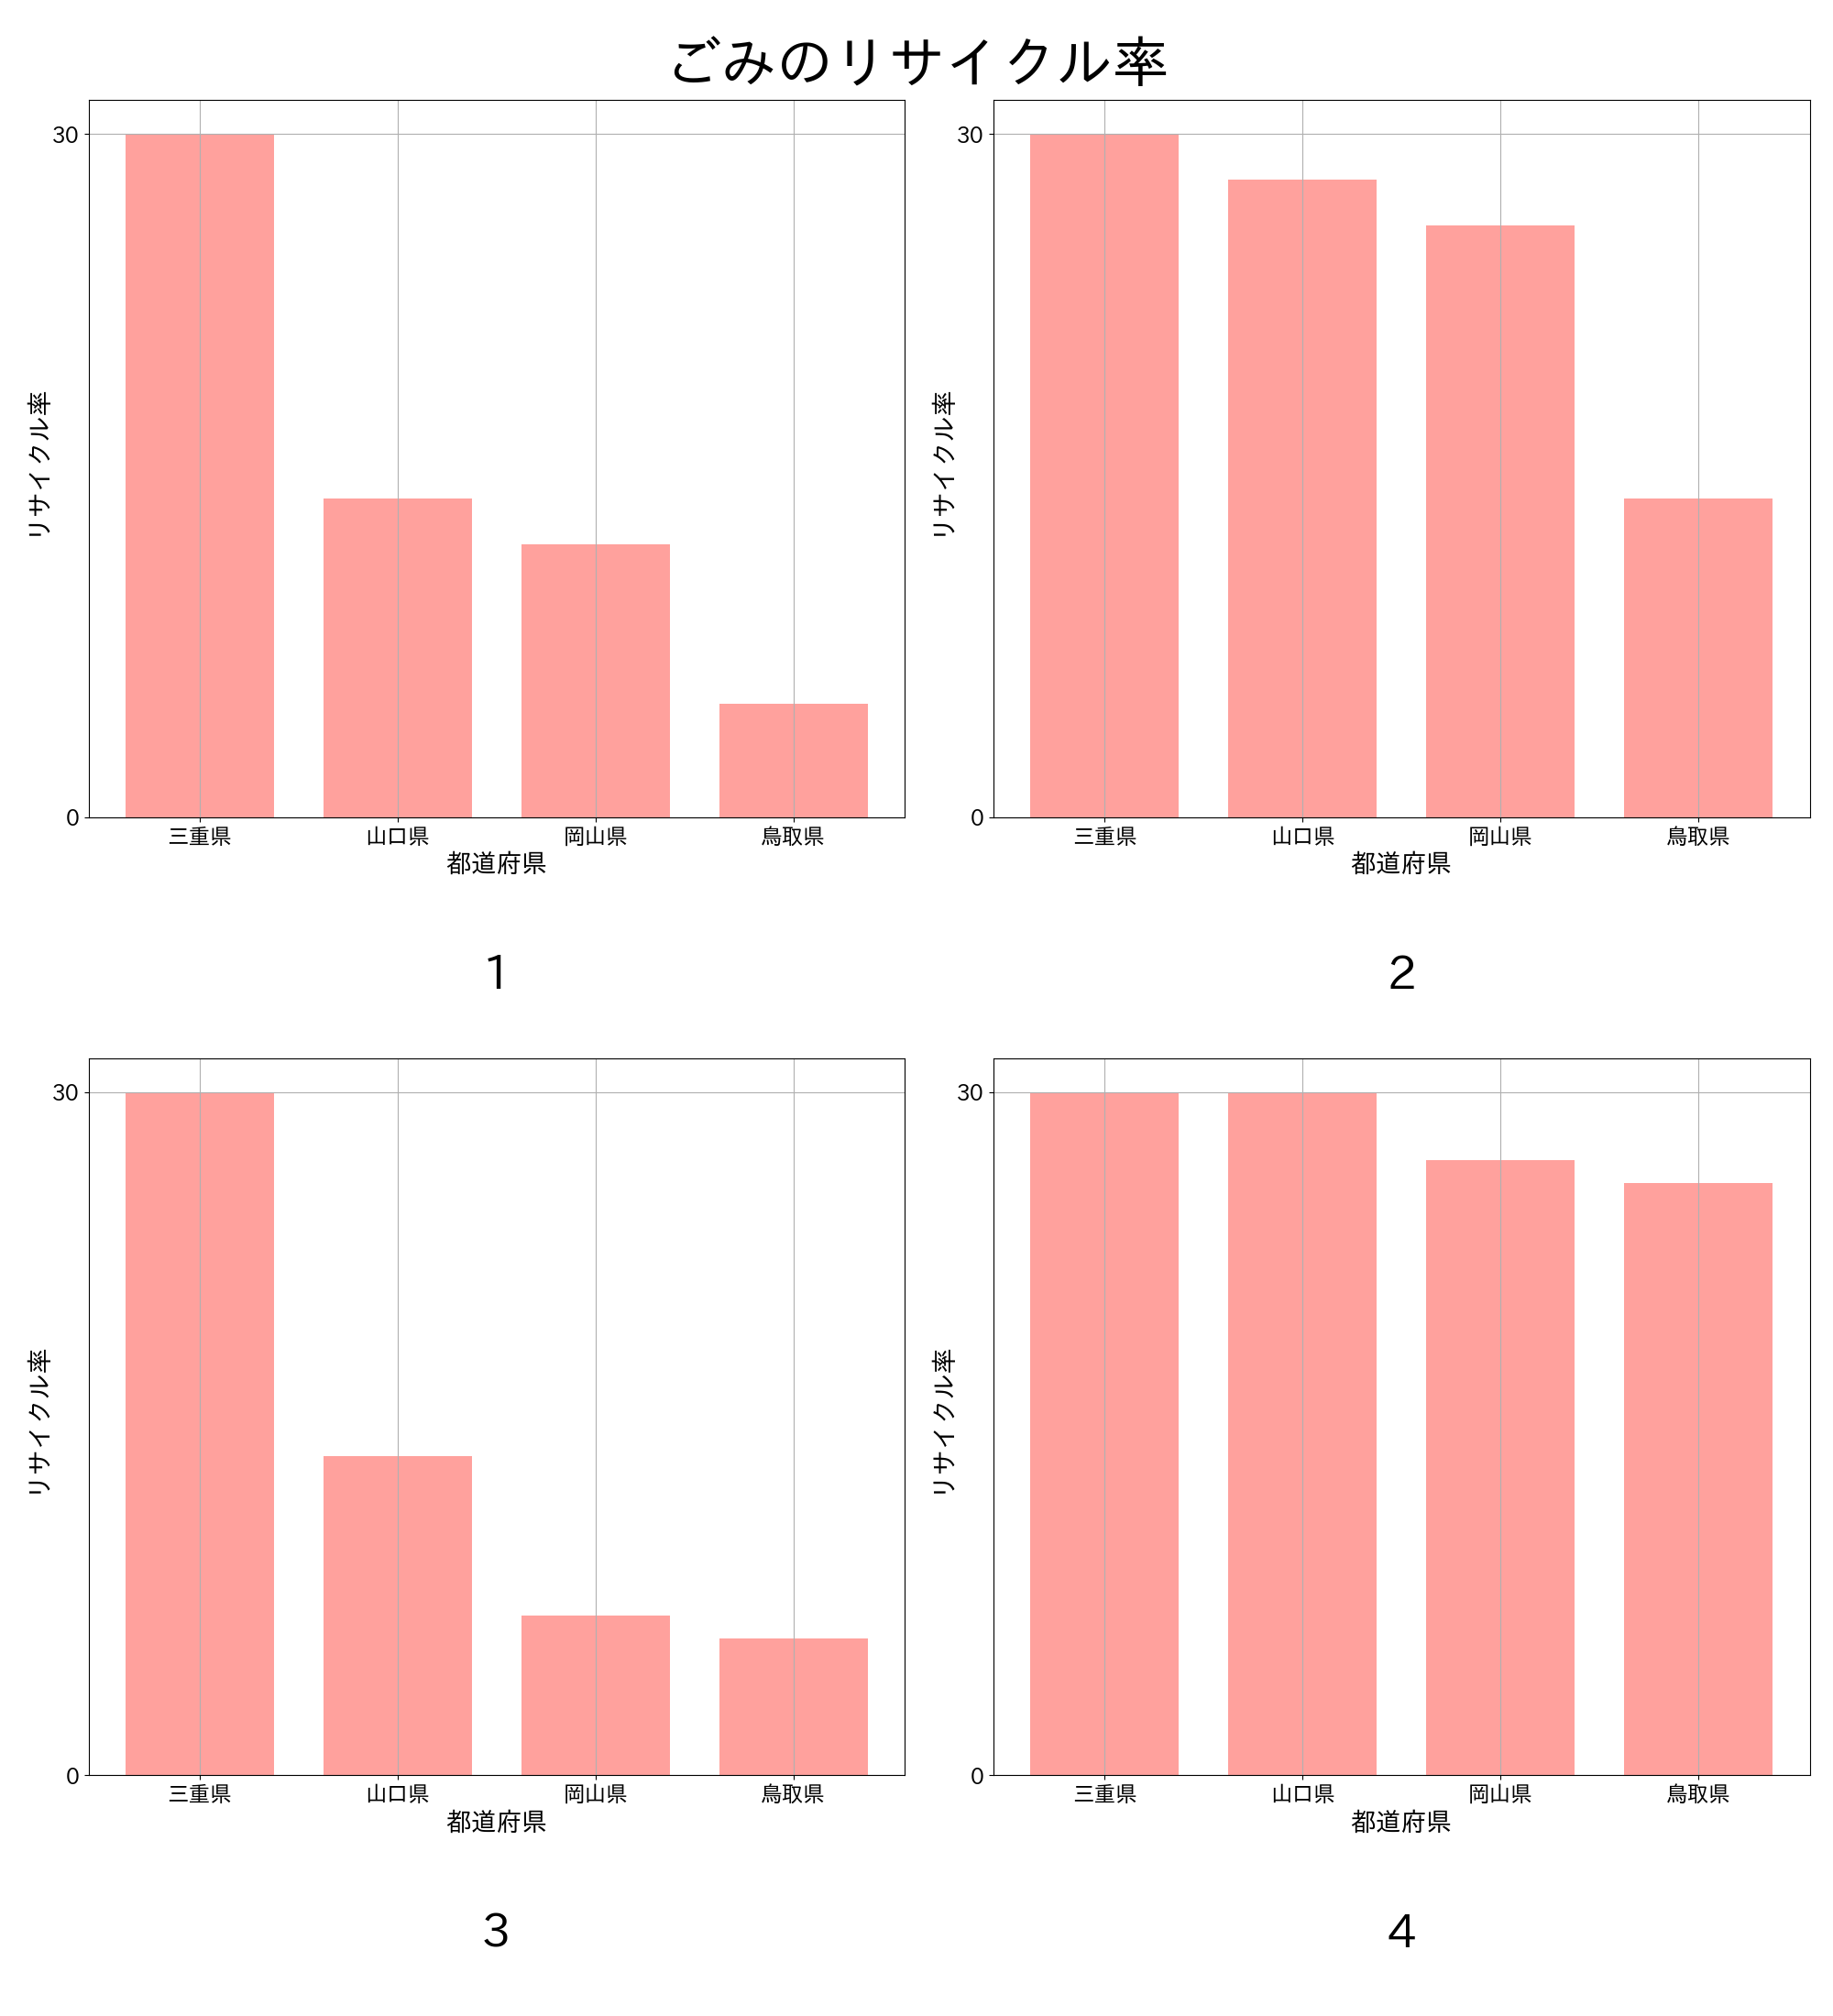 ごみのリサイクル率
30
0
リサイクル率
三重県 山口県 岡山県 鳥取県
都道府県
1
30
0
リサイクル率
三重県 山口県 岡山県 鳥取県
都道府県
2
30
0
リサイクル率
三重県 山口県 岡山県 鳥取県
都道府県
3
30
0
リサイクル率
三重県 山口県 岡山県 鳥取県
都道府県
4